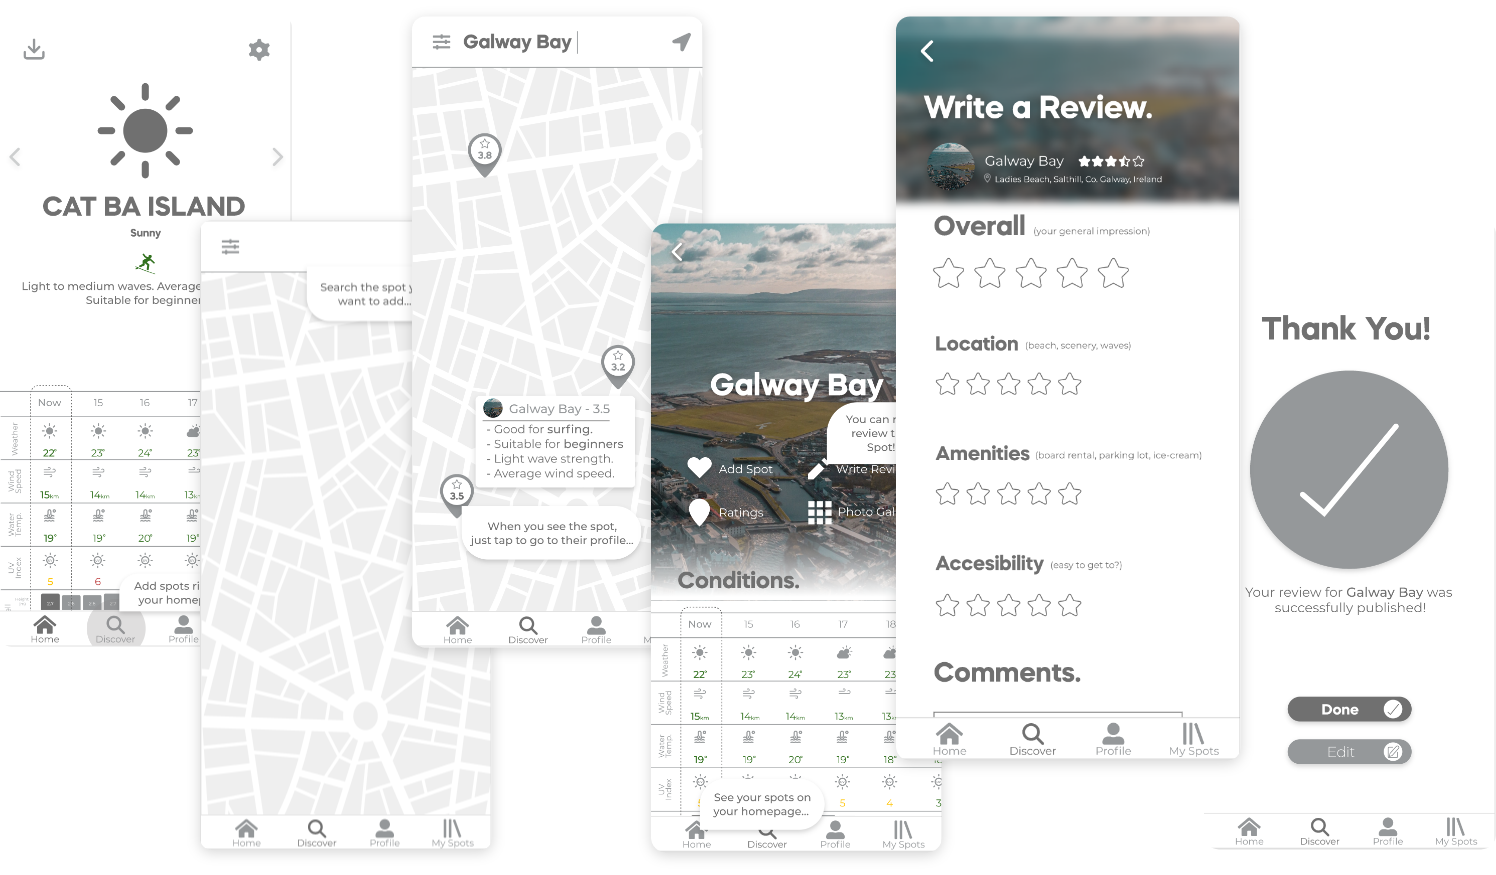 CAT BA ISLAND
Sunny
Light to medium waves. Average
Suitable for beginner
Now 15 16 17
Weather
22° 23° 24° 23
Wind Speed
15km 14km 14km 13k
Water Temp.
19° 19° 20° 19°
UV Index
5 6
Add spots ri
your homep
Home Discover Profile
Search the spot y
want to add...
Home Discover Profile My Spots
Galway Bay
3.8
3.2
Galway Bay - 3.5
- Good for surfing.
- Suitable for beginners
- Light wave strength.
- Average wind speed.
3.5
When you see the spot,
just tap to go to their profile...
Home Discover Profile M
Galway Bay
You can r
review t
Spot!
Add Spot Write Revi
Ratings Photo Gal
Conditions.
Now 15 16 17 18
Weather
22° 23° 24° 23° 23
Wind Speed
15km 14km 14km 13km 13k
Water Temp.
19° 19° 20° 19° 18°
UV Index
5 4 3
See your spots on
your homepage...
Home Discover Profile My Spots
Write a Review.
Galway Bay
Ladies Beach, Salthill, Co. Galway, Ireland
Overall (your general impression)
Location (beach, scenery, waves)
Amenities (board rental, parking lot, ice-cream)
Accesibility (easy to get to?)
Comments.
Home Discover Profile My Spots
Thank You!
Your review for Galway Bay was
successfully published!
Done
Edit
Home Discover Profile My Spots